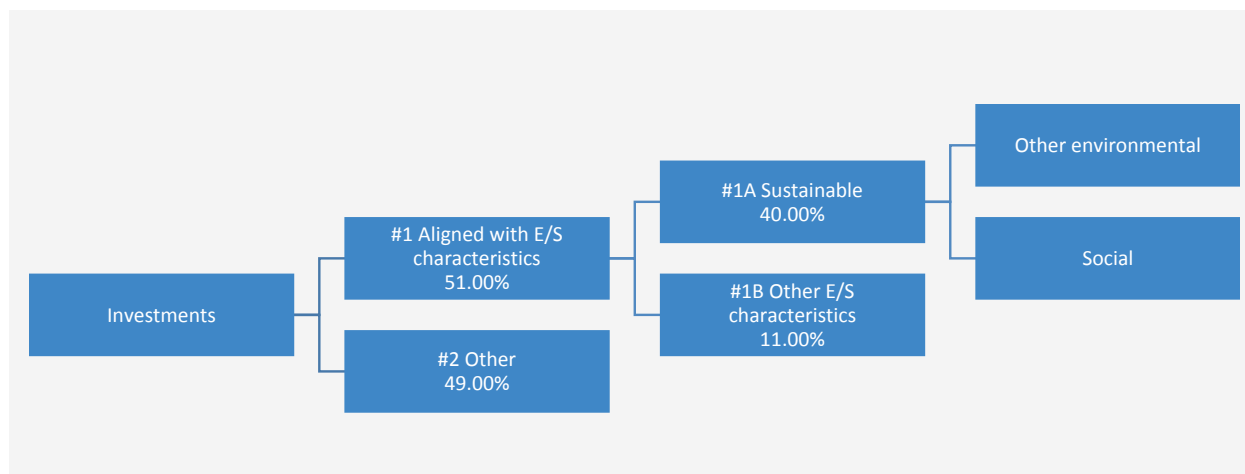 Investments
#1 Aligned with E/S
characteristics
51.00%
#2 Other
49.00%
#1A Sustainable
40.00%
#1B Other E/S
characteristics
11.00%
Other environmental
Social